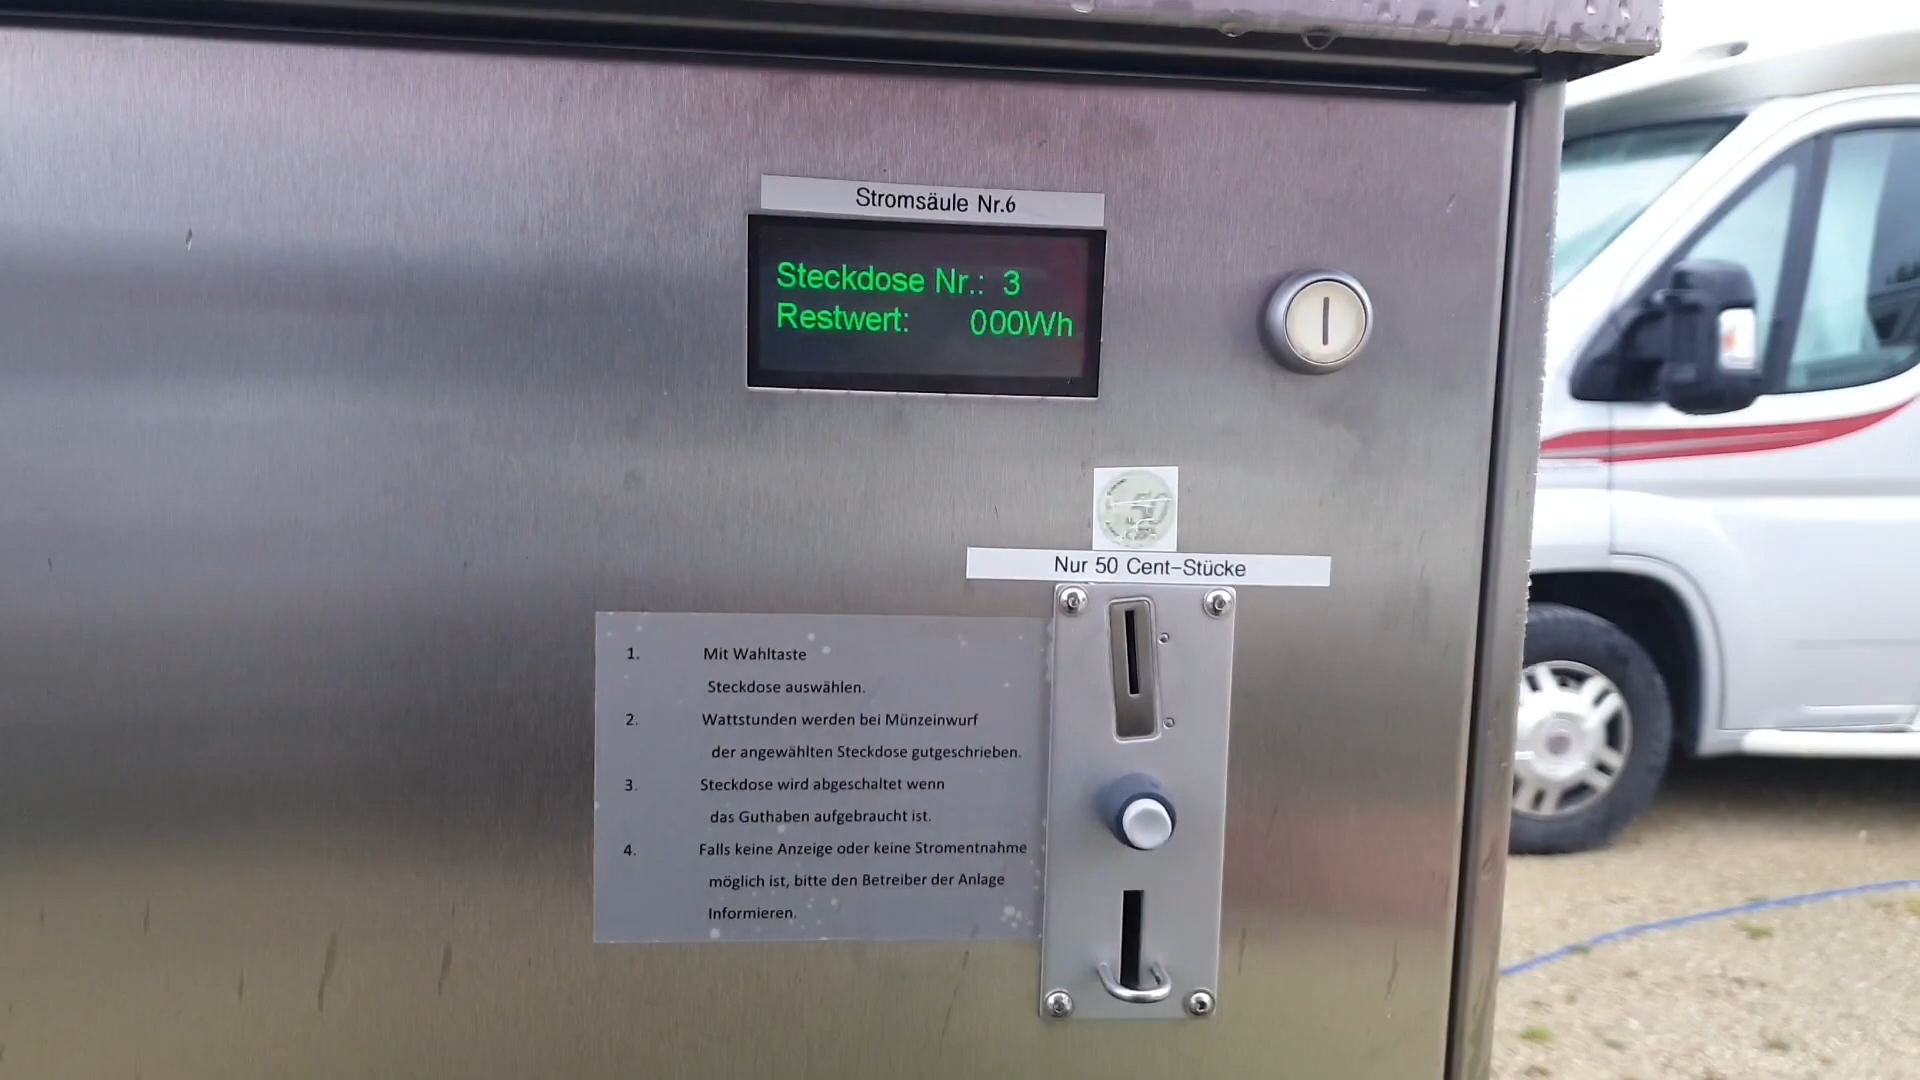 Stromsäule Nr.6
Steckdose Nr.: 3
Restwert: 000Wh
50
Nur 50 Cent-Stücke
1. Mit Wahltaste
Steckdose auswählen.
2. Wattstunden werden bei Münzeinwurf
der angewählten Steckdose gutgeschrieben.
3. Steckdose wird abgeschaltet wenn
das Guthaben aufgebraucht ist.
4. Falls keine Anzeige oder keine Stromentnahme
möglich ist, bitte den Betreiber der Anlage
Informieren.